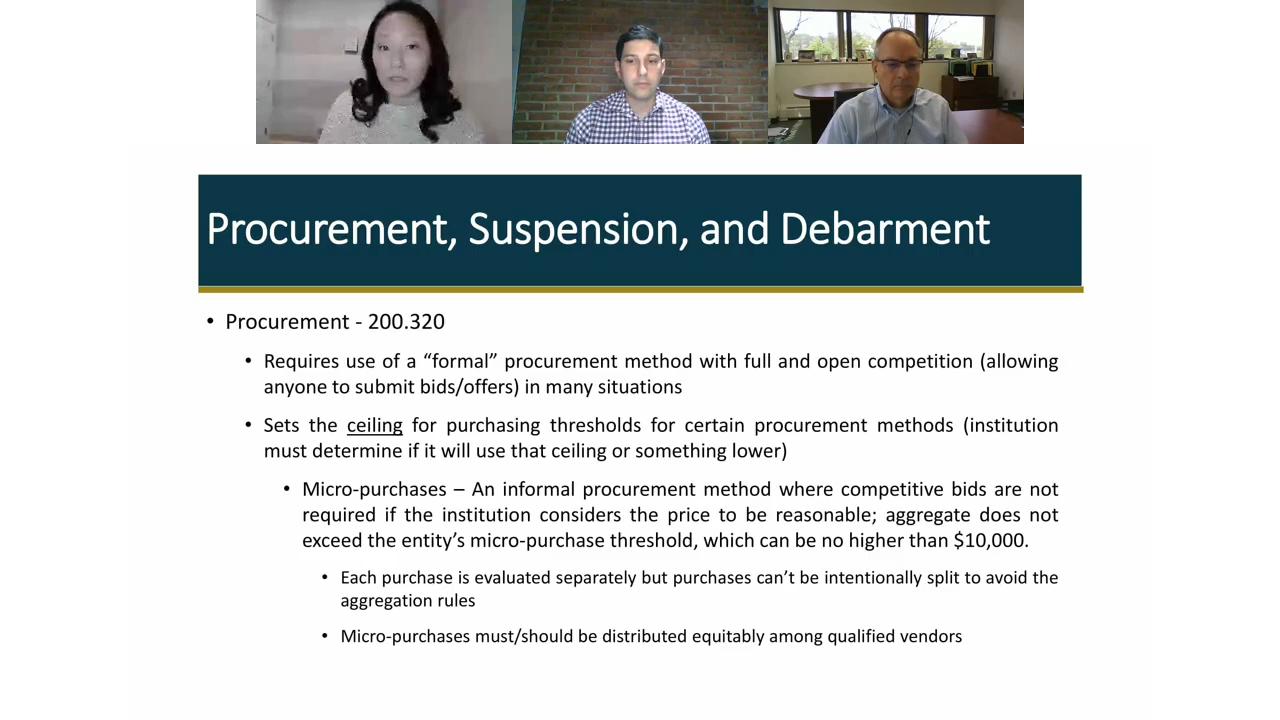 Procurement, Suspension, and Debarment
• Procurement - 200.320
• Requires use of a “formal” procurement method with full and open competition (allowing
anyone to submit bids/offers) in many situations
• Sets the ceiling for purchasing thresholds for certain procurement methods (institution
must determine if it will use that ceiling or something lower)
• Micro-purchases – An informal procurement method where competitive bids are not
required if the institution considers the price to be reasonable; aggregate does not
exceed the entity’s micro-purchase threshold, which can be no higher than $10,000.
• Each purchase is evaluated separately but purchases can’t be intentionally split to avoid the
aggregation rules
• Micro-purchases must/should be distributed equitably among qualified vendors